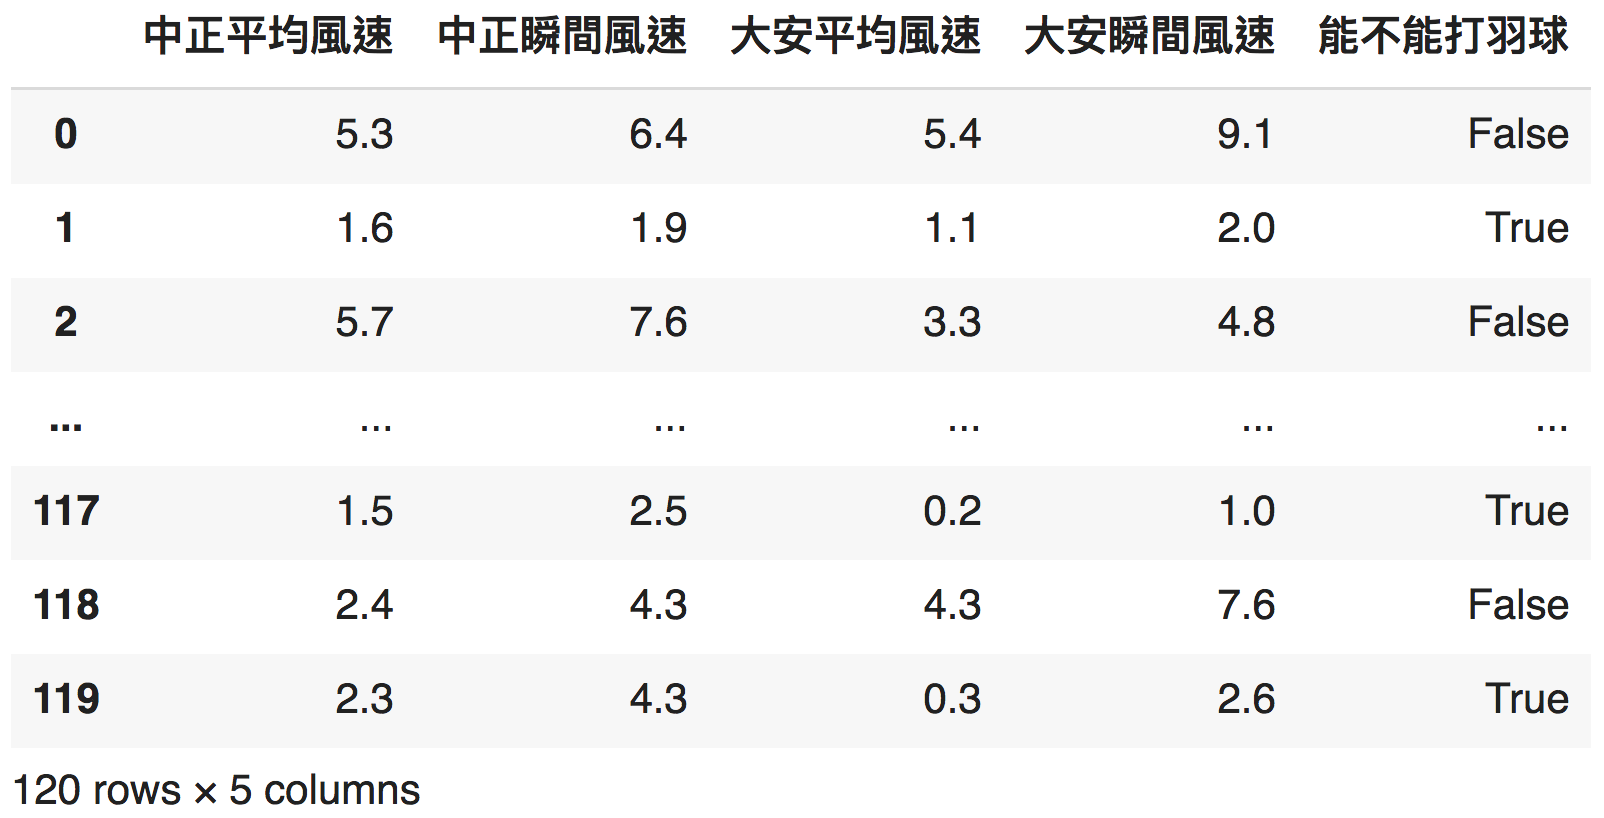 中正平均風速 中正瞬間風速 大安平均風速 大安瞬間風速 能不能打羽球
0 5.3 6.4 5.4 9.1 False
1 1.6 1.9 1.1 2.0 True
2 5.7 7.6 3.3 4.8 False
... ... ... ... ... ...
117 1.5 2.5 0.2 1.0 True
118 2.4 4.3 4.3 7.6 False
119 2.3 4.3 0.3 2.6 True
120 rows × 5 columns